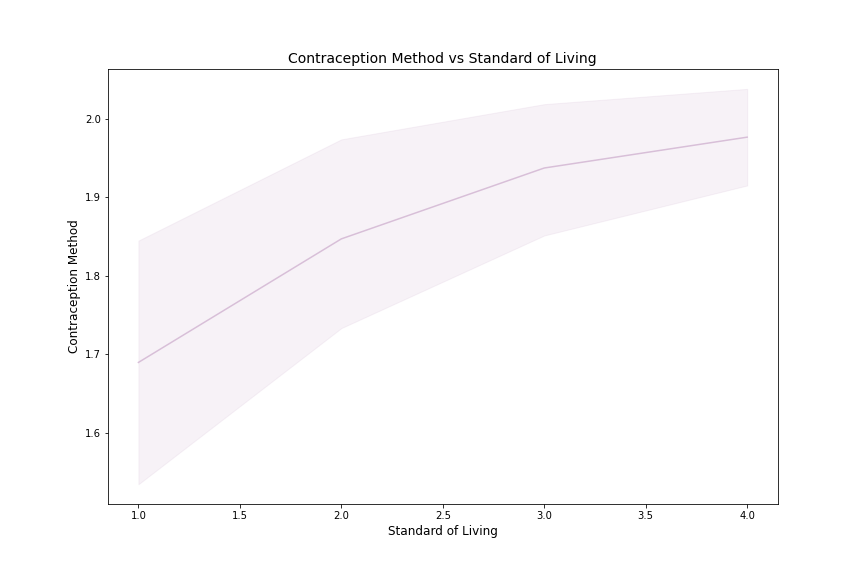 Contraception Method vs Standard of Living
2.0
1.9
1.8
1.7
1.6
Contraception Method
1.0 1.5 2.0 2.5 3.0 3.5 4.0
Standard of Living